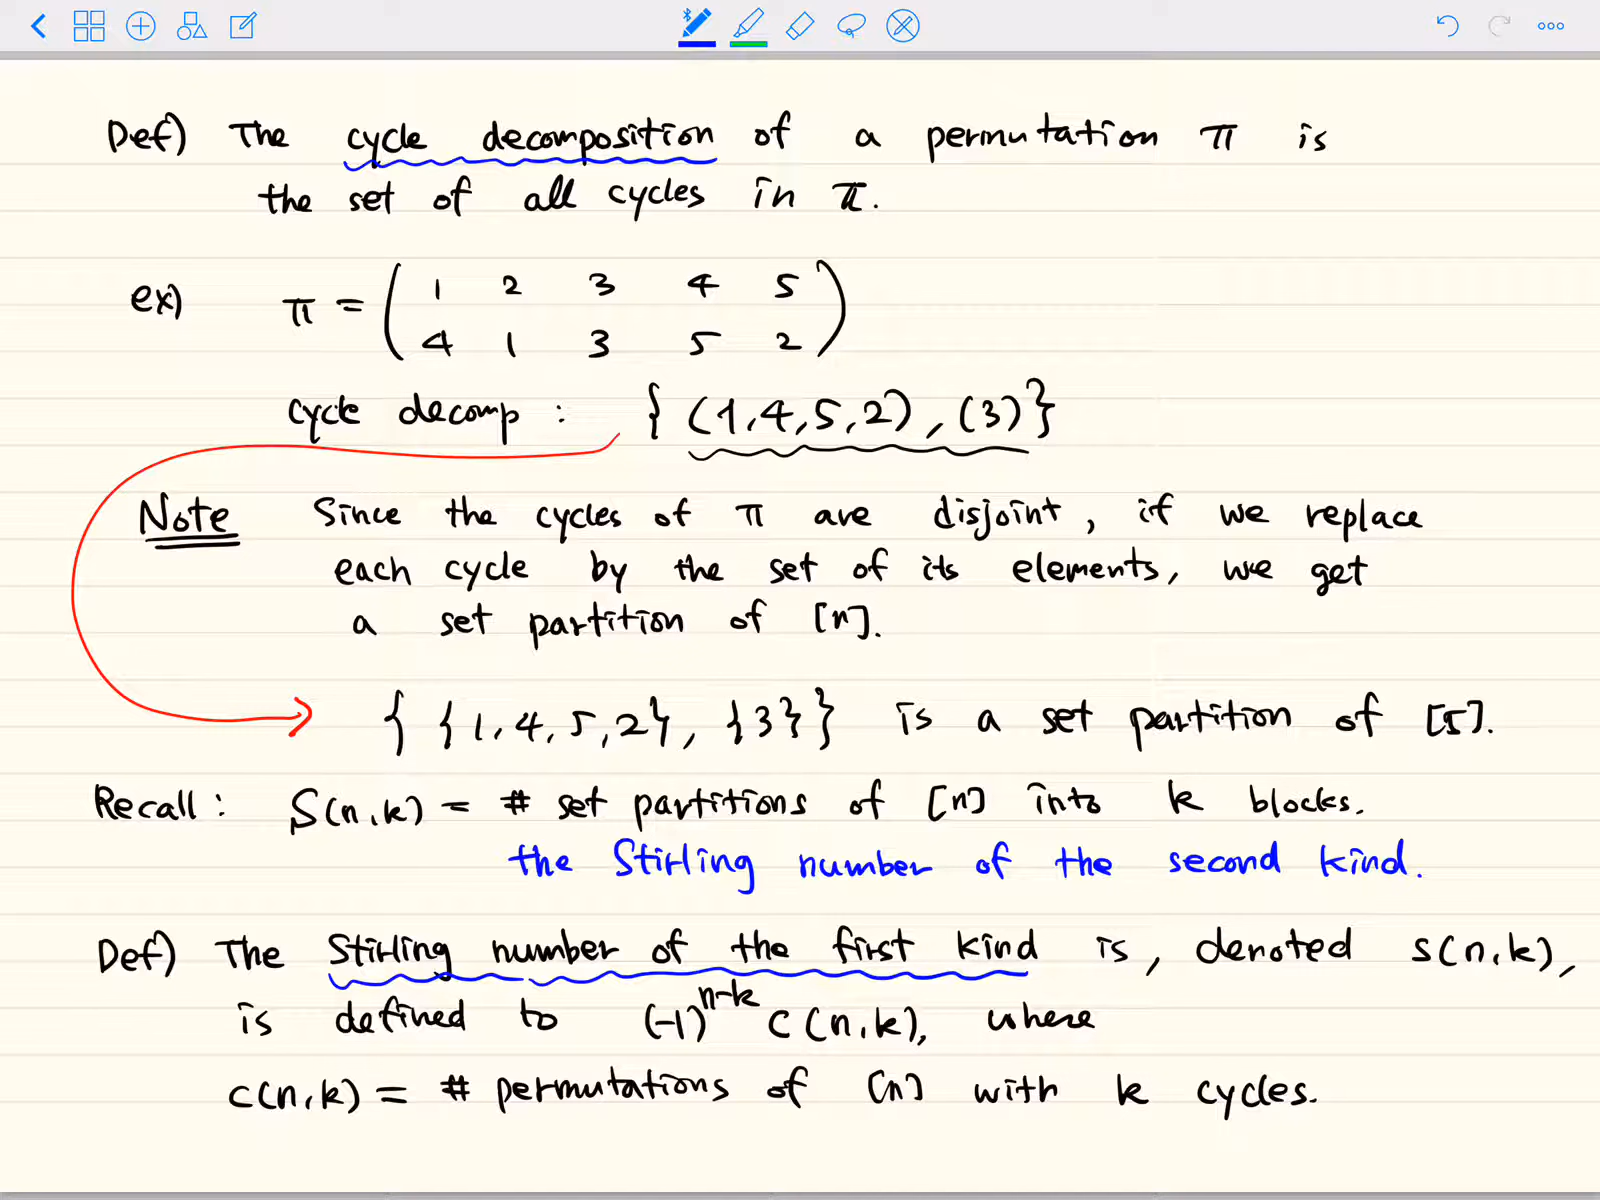 Def) The cycle decomposition of a permutation π is
the set of all cycles in π.
ex) π = ( 1 2 3 4 5
4 1 3 5 2 )
cycle decomp : { (1,4,5,2), (3) }
Note Since the cycles of π are disjoint, if we replace
each cycle by the set of its elements, we get
a set partition of [n].
{ {1,4,5,2}, {3} } is a set partition of [5].
Recall : S(n,k) = # set partitions of [n] into k blocks.
the Stirling number of the second kind.
Def) The Stirling number of the first kind is, denoted s(n,k),
is defined to (-1)^{n-k} c(n,k), where
c(n,k) = # permutations of [n] with k cycles.